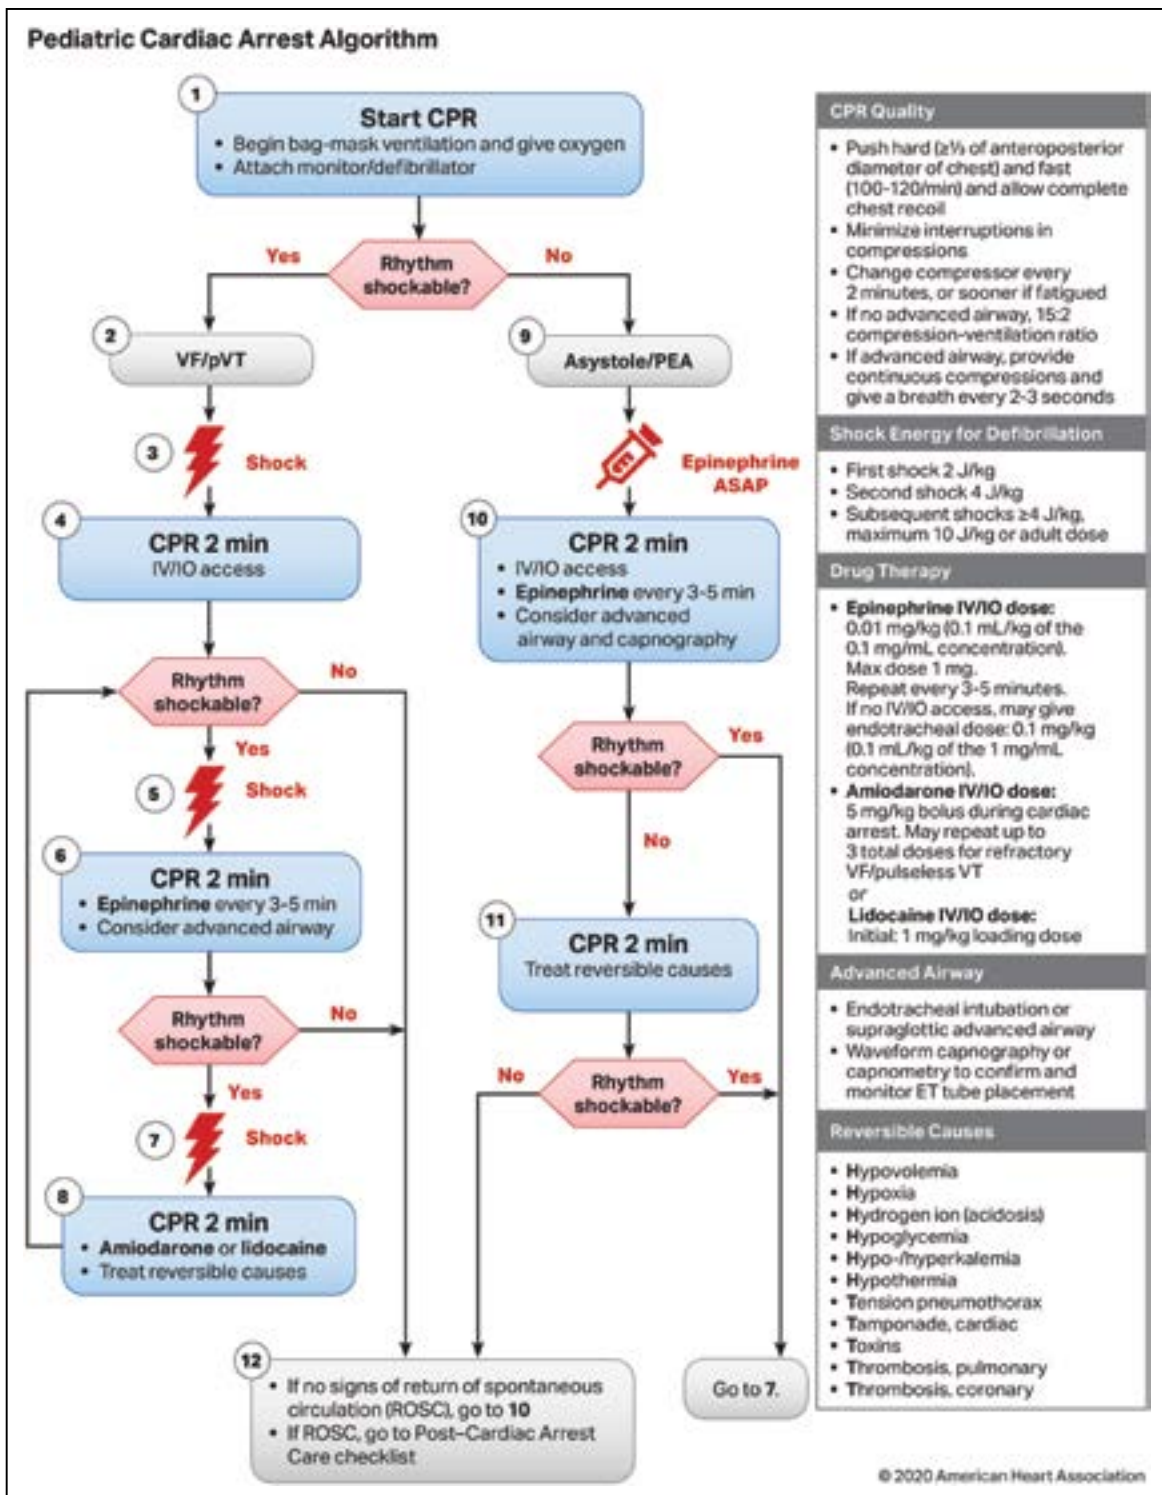 Pediatric Cardiac Arrest Algorithm
1
Start CPR
• Begin bag-mask ventilation and give oxygen
• Attach monitor/defibrillator
Yes
Rhythm
shockable?
No
2
VF/pVT
9
Asystole/PEA
3
Shock
Epinephrine
ASAP
4
CPR 2 min
IV/IO access
10
CPR 2 min
• IV/IO access
• Epinephrine every 3-5 min
• Consider advanced
airway and capnography
Rhythm
shockable?
No
Yes
5
Shock
Rhythm
shockable?
Yes
No
6
CPR 2 min
• Epinephrine every 3-5 min
• Consider advanced airway
11
CPR 2 min
Treat reversible causes
Rhythm
shockable?
No
Yes
7
Shock
No
Rhythm
shockable?
Yes
8
CPR 2 min
• Amiodarone or lidocaine
• Treat reversible causes
12
• If no signs of return of spontaneous
circulation (ROSC), go to 10
• If ROSC, go to Post–Cardiac Arrest
Care checklist
Go to 7.
CPR Quality
• Push hard (≥⅓ of anteroposterior
diameter of chest) and fast
(100-120/min) and allow complete
chest recoil
• Minimize interruptions in
compressions
• Change compressor every
2 minutes, or sooner if fatigued
• If no advanced airway, 15:2
compression-ventilation ratio
• If advanced airway, provide
continuous compressions and
give a breath every 2-3 seconds
Shock Energy for Defibrillation
• First shock 2 J/kg
• Second shock 4 J/kg
• Subsequent shocks ≥4 J/kg,
maximum 10 J/kg or adult dose
Drug Therapy
• Epinephrine IV/IO dose:
0.01 mg/kg (0.1 mL/kg of the
0.1 mg/mL concentration).
Max dose 1 mg.
Repeat every 3-5 minutes.
If no IV/IO access, may give
endotracheal dose: 0.1 mg/kg
(0.1 mL/kg of the 1 mg/mL
concentration).
• Amiodarone IV/IO dose:
5 mg/kg bolus during cardiac
arrest. May repeat up to
3 total doses for refractory
VF/pulseless VT
or
Lidocaine IV/IO dose:
Initial: 1 mg/kg loading dose
Advanced Airway
• Endotracheal intubation or
supraglottic advanced airway
• Waveform capnography or
capnometry to confirm and
monitor ET tube placement
Reversible Causes
• Hypovolemia
• Hypoxia
• Hydrogen ion (acidosis)
• Hypoglycemia
• Hypo-/hyperkalemia
• Hypothermia
• Tension pneumothorax
• Tamponade, cardiac
• Toxins
• Thrombosis, pulmonary
• Thrombosis, coronary
© 2020 American Heart Association